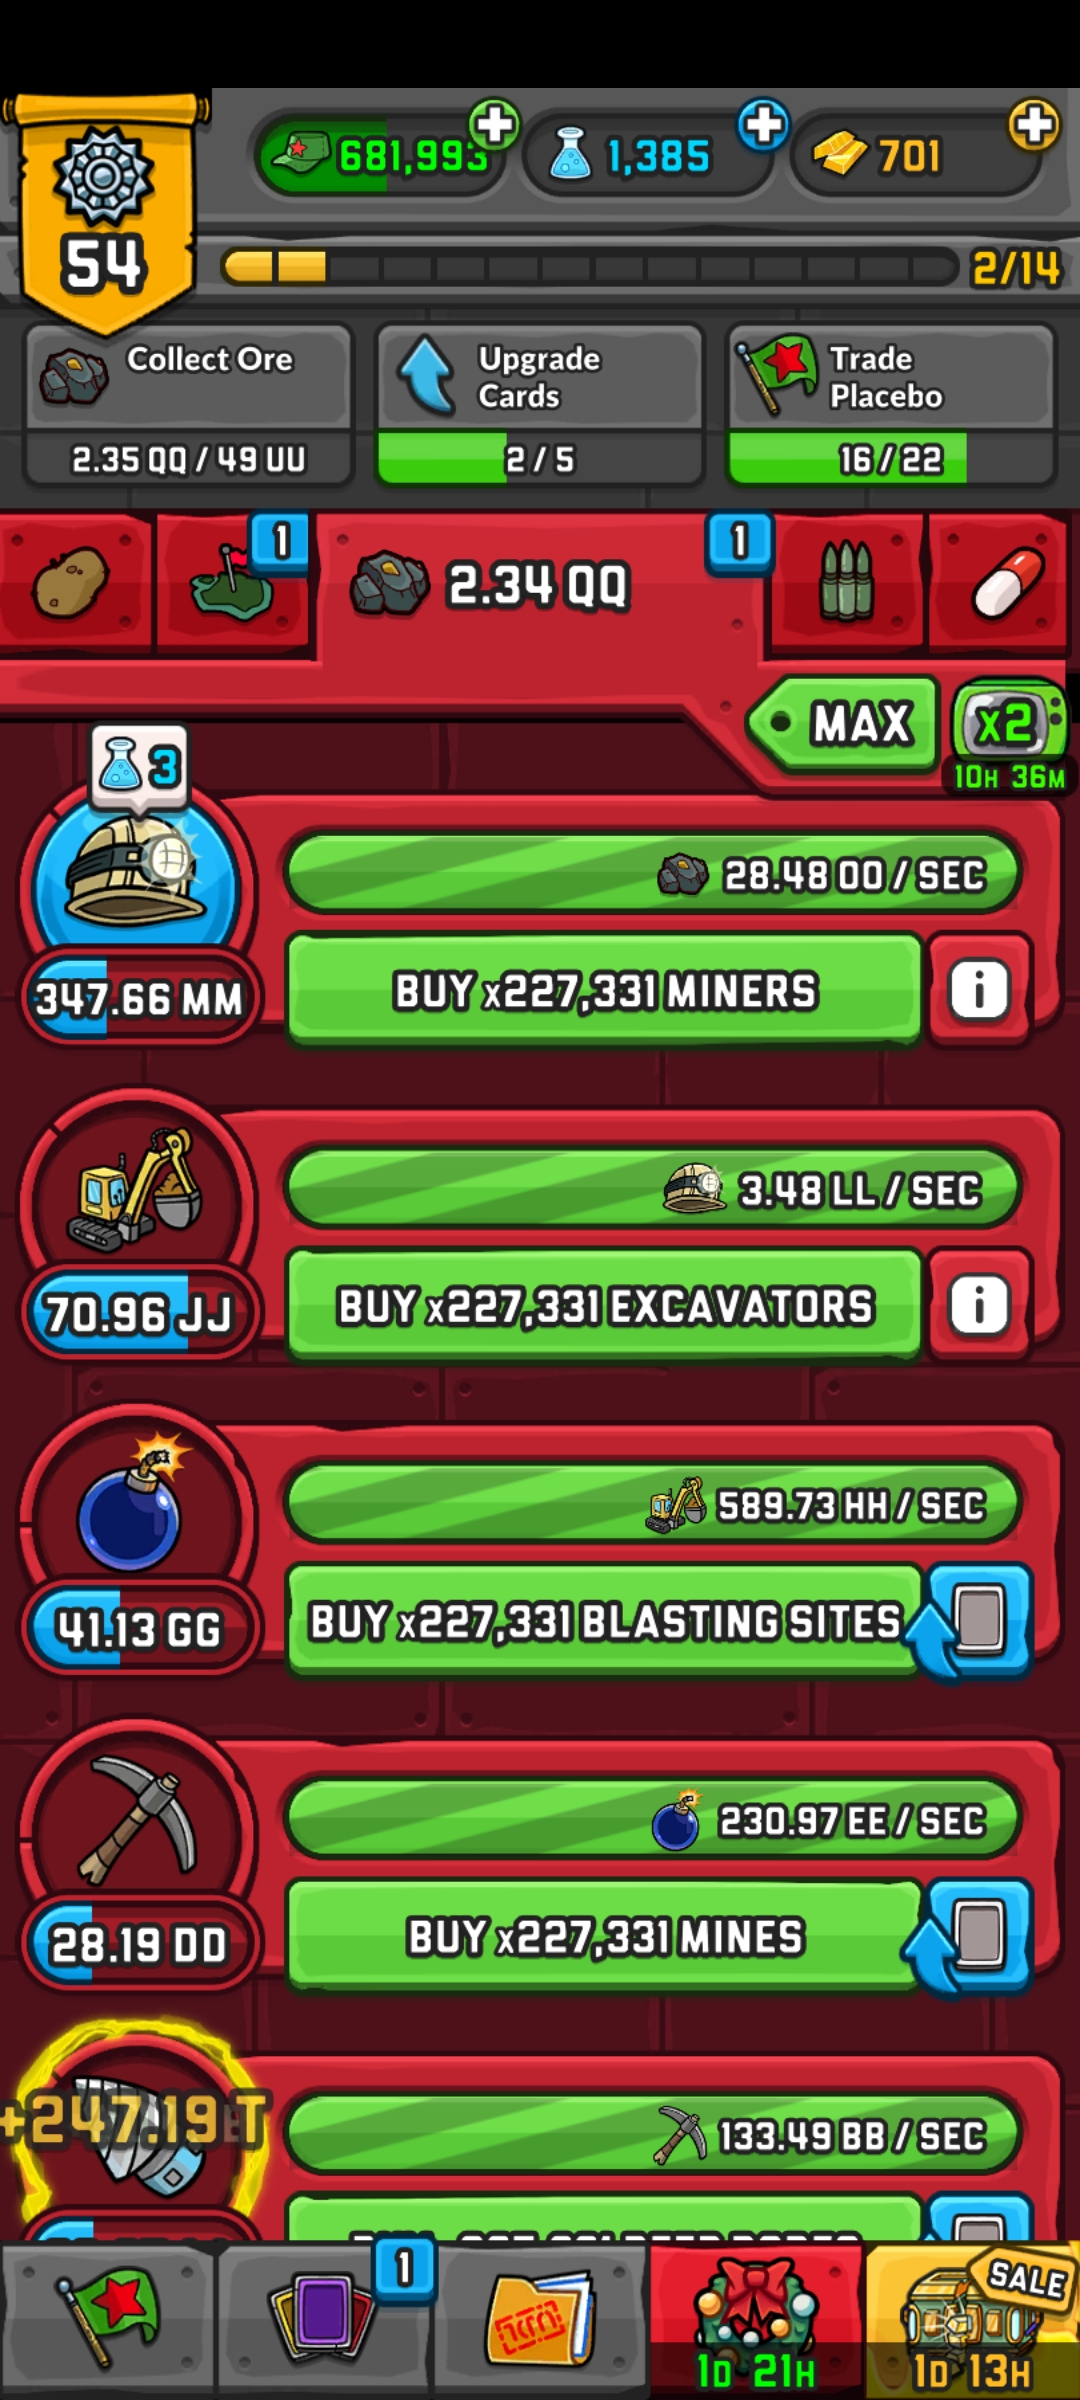 681,993
1,385
701
54
2/14
Collect Ore
2.35 QQ / 49 UU
Upgrade
Cards
2 / 5
Trade
Placebo
16 / 22
1
2.34 QQ
1
MAX
x2
10H 36M
3
28.48 OO / SEC
347.66 MM
BUY x227,331 MINERS
i
3.48 LL / SEC
70.96 JJ
BUY x227,331 EXCAVATORS
i
589.73 HH / SEC
41.13 GG
BUY x227,331 BLASTING SITES
230.97 EE / SEC
28.19 DD
BUY x227,331 MINES
+247.19 T
133.49 BB / SEC
1
SALE
1D 21H
1D 13H